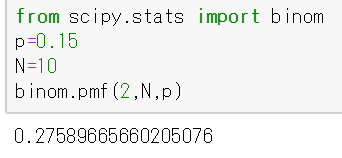 from scipy.stats import binom
p=0.15
N=10
binom.pmf(2,N,p)
0.27589665660205076